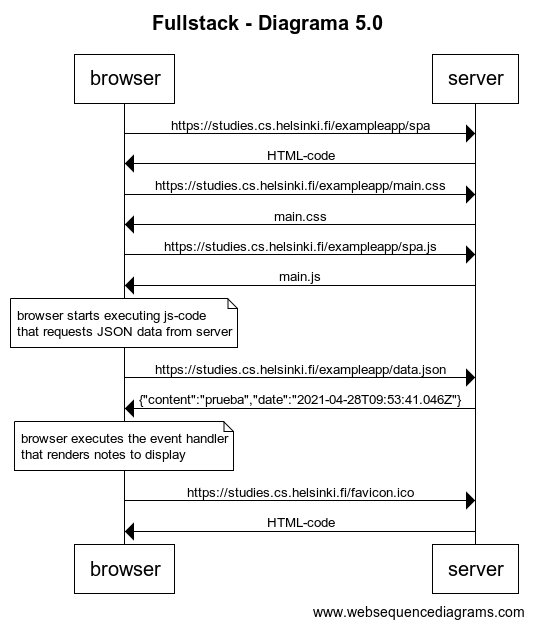 Fullstack - Diagrama 5.0
browser
server
https://studies.cs.helsinki.fi/exampleapp/spa
HTML-code
https://studies.cs.helsinki.fi/exampleapp/main.css
main.css
https://studies.cs.helsinki.fi/exampleapp/spa.js
main.js
browser starts executing js-code
that requests JSON data from server
https://studies.cs.helsinki.fi/exampleapp/data.json
{"content":"prueba","date":"2021-04-28T09:53:41.046Z"}
browser executes the event handler
that renders notes to display
https://studies.cs.helsinki.fi/favicon.ico
HTML-code
browser
server
www.websequencediagrams.com